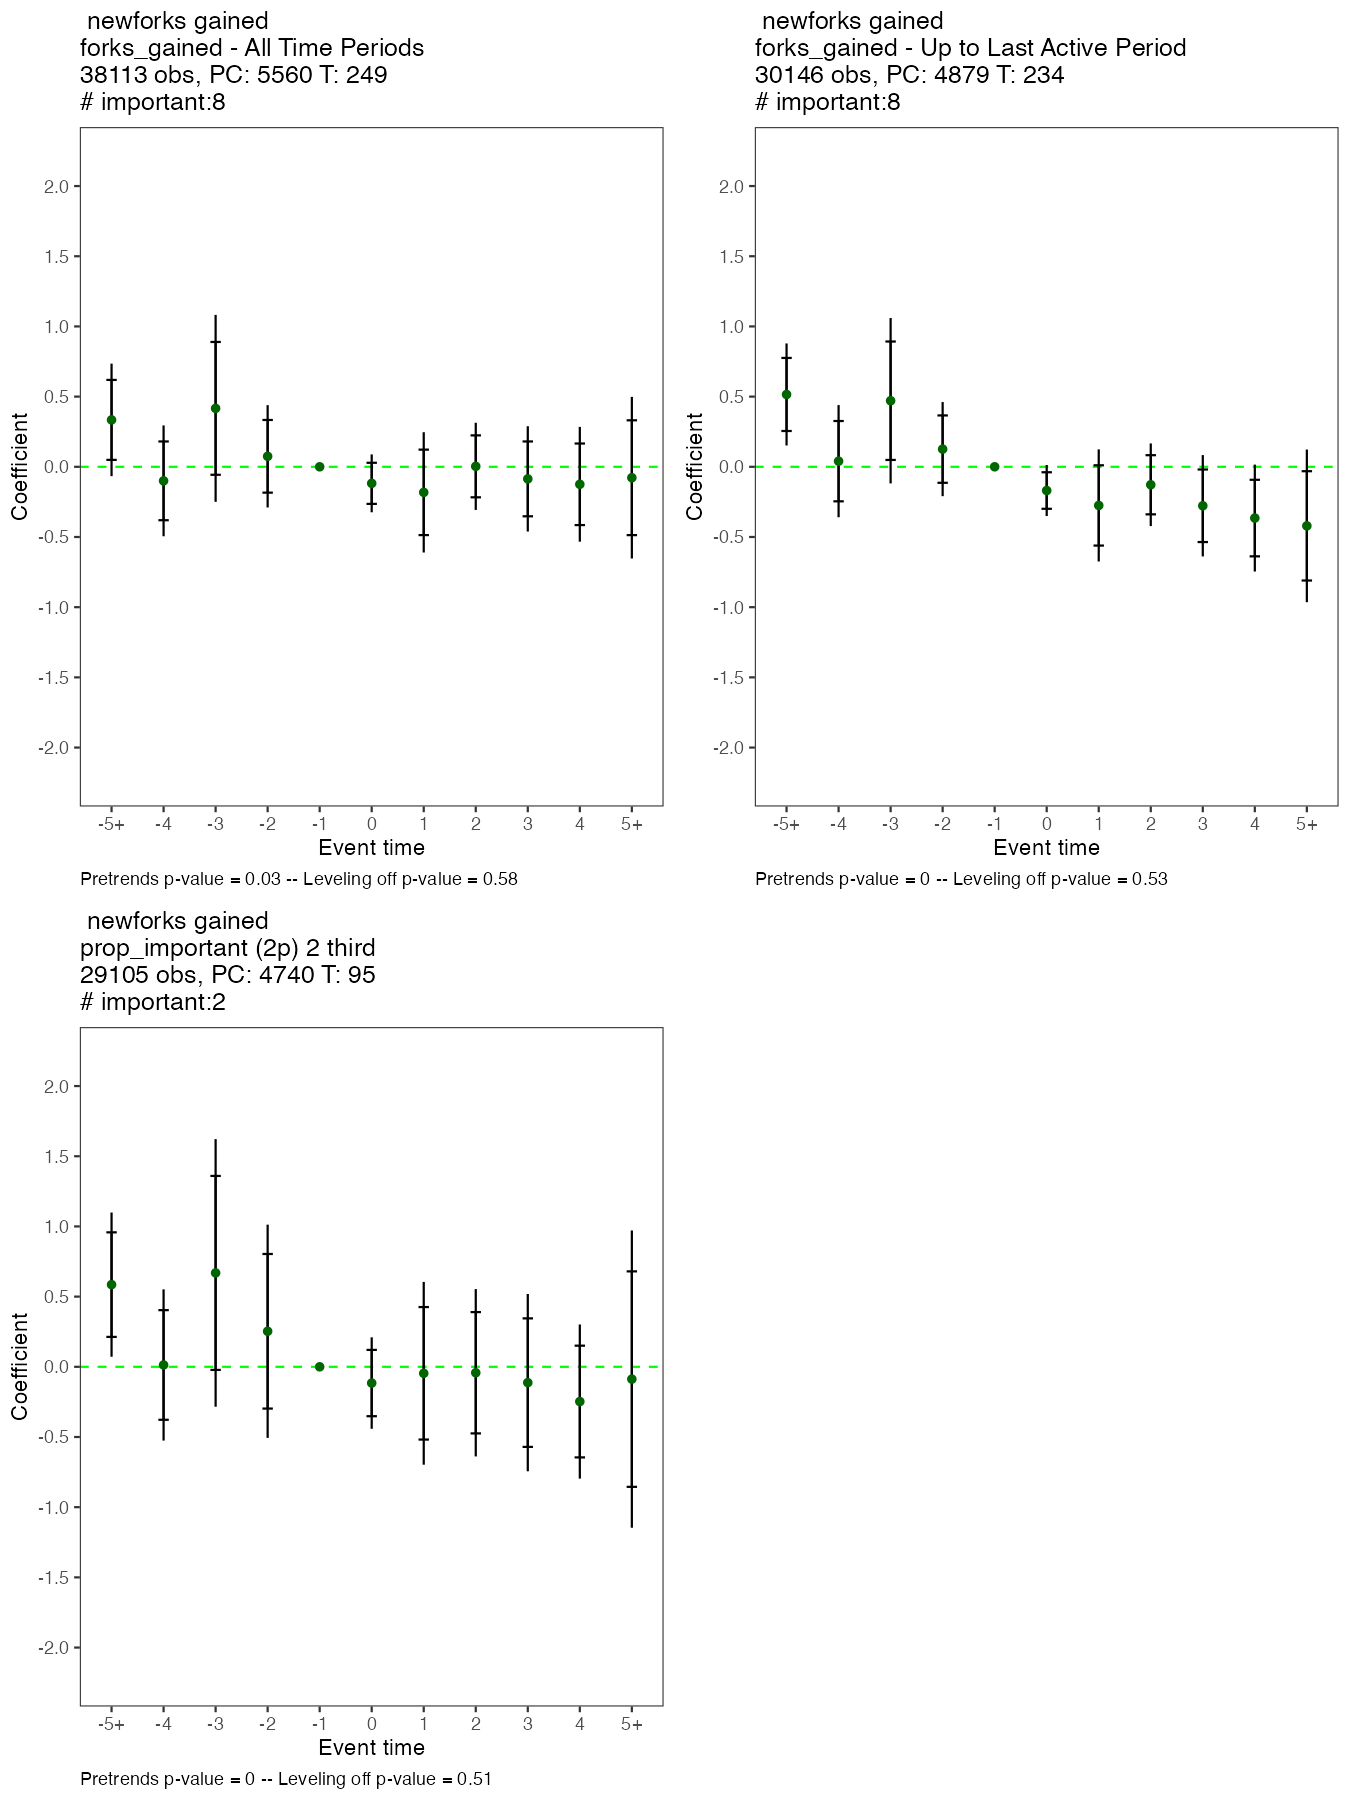 newforks gained
forks_gained - All Time Periods
38113 obs, PC: 5560 T: 249
# important:8
Coefficient
2.0
1.5
1.0
0.5
0.0
-0.5
-1.0
-1.5
-2.0
-5+ -4 -3 -2 -1 0 1 2 3 4 5+
Event time
Pretrends p-value = 0.03 -- Leveling off p-value = 0.58
newforks gained
forks_gained - Up to Last Active Period
30146 obs, PC: 4879 T: 234
# important:8
Coefficient
2.0
1.5
1.0
0.5
0.0
-0.5
-1.0
-1.5
-2.0
-5+ -4 -3 -2 -1 0 1 2 3 4 5+
Event time
Pretrends p-value = 0 -- Leveling off p-value = 0.53
newforks gained
prop_important (2p) 2 third
29105 obs, PC: 4740 T: 95
# important:2
Coefficient
2.0
1.5
1.0
0.5
0.0
-0.5
-1.0
-1.5
-2.0
-5+ -4 -3 -2 -1 0 1 2 3 4 5+
Event time
Pretrends p-value = 0 -- Leveling off p-value = 0.51